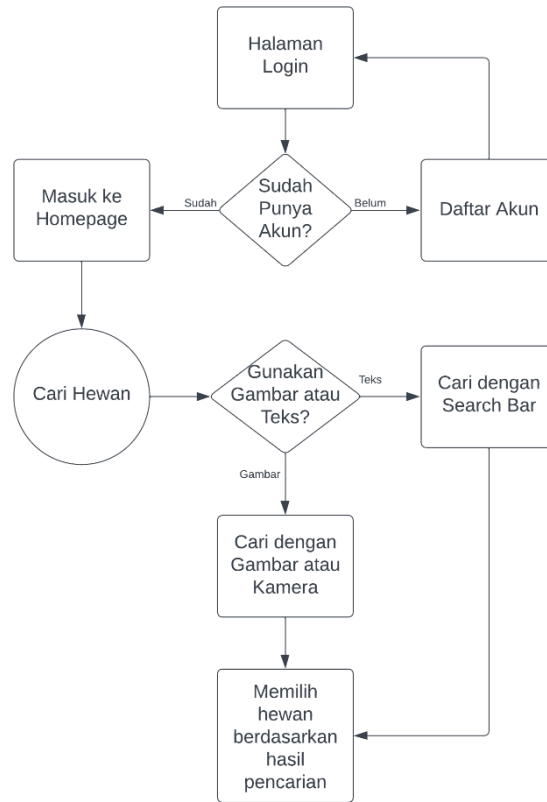 Halaman
Login
Masuk ke
Homepage
Sudah
Sudah
Punya
Akun?
Belum
Daftar Akun
Cari Hewan
Gunakan
Gambar atau
Teks?
Teks
Cari dengan
Search Bar
Gambar
Cari dengan
Gambar atau
Kamera
Memilih
hewan
berdasarkan
hasil
pencarian